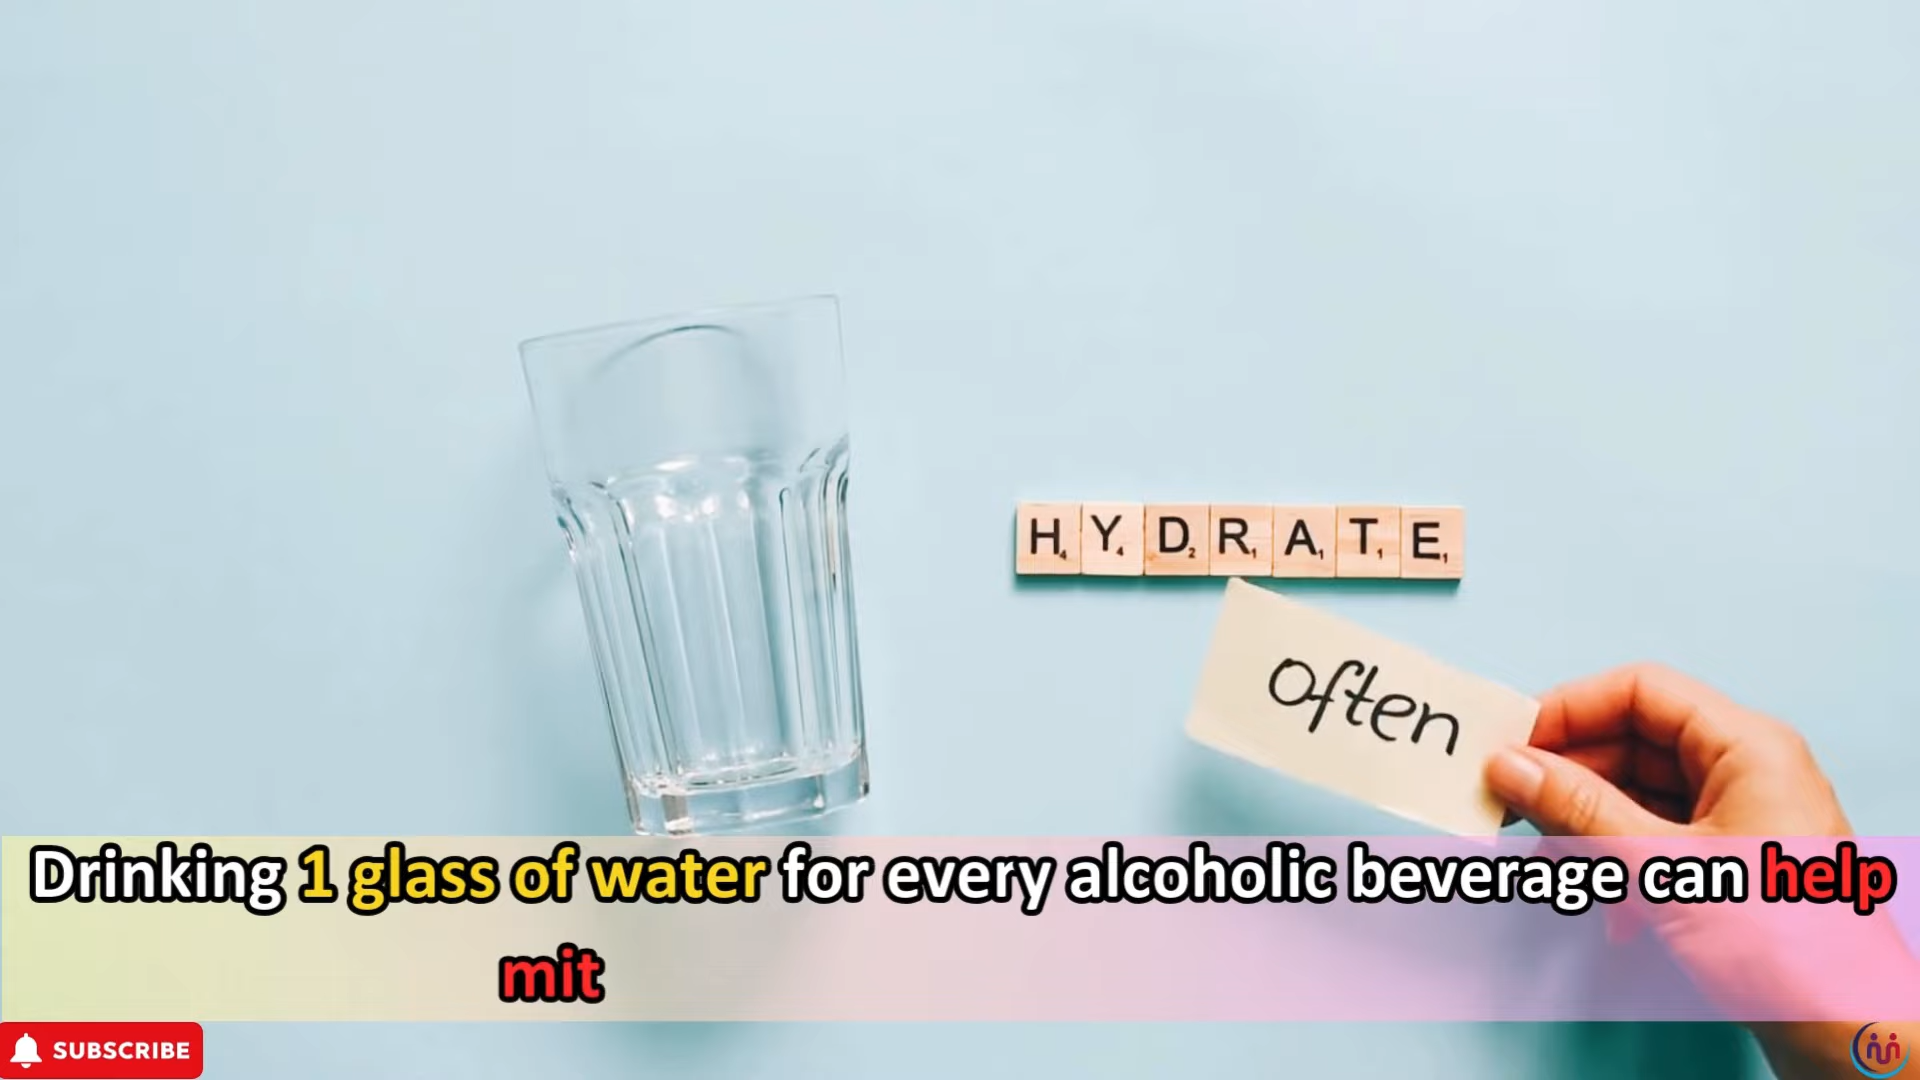 HYDRATE
often
Drinking 1 glass of water for every alcoholic beverage can help
mit
SUBSCRIBE